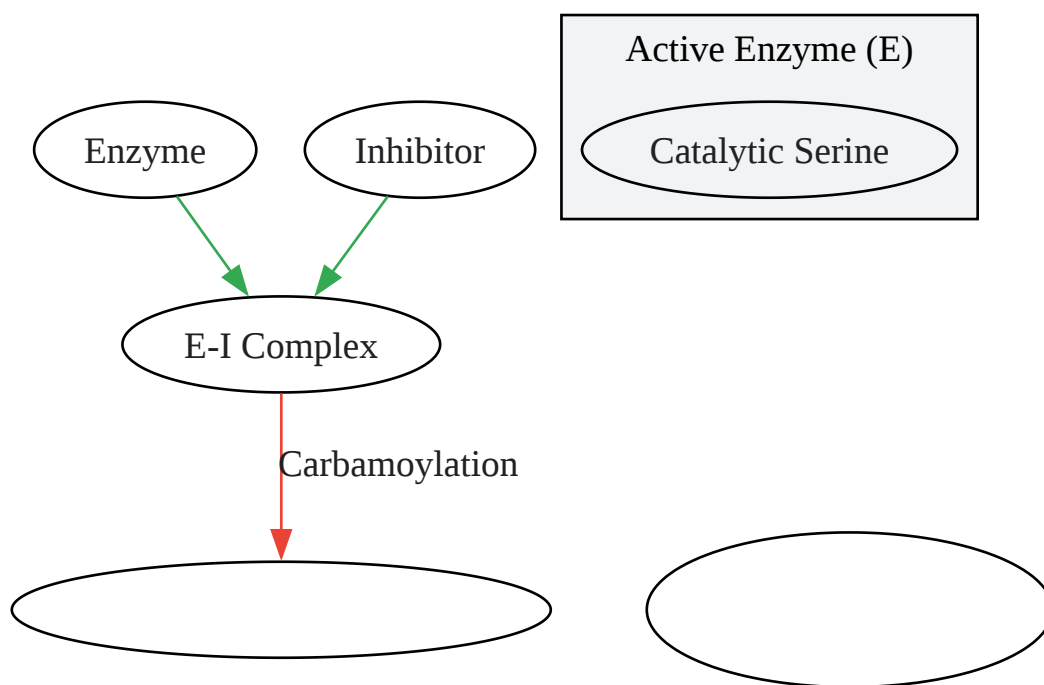 Active Enzyme (E)
Enzyme
Inhibitor
Catalytic Serine
E-I Complex
Carbamoylation